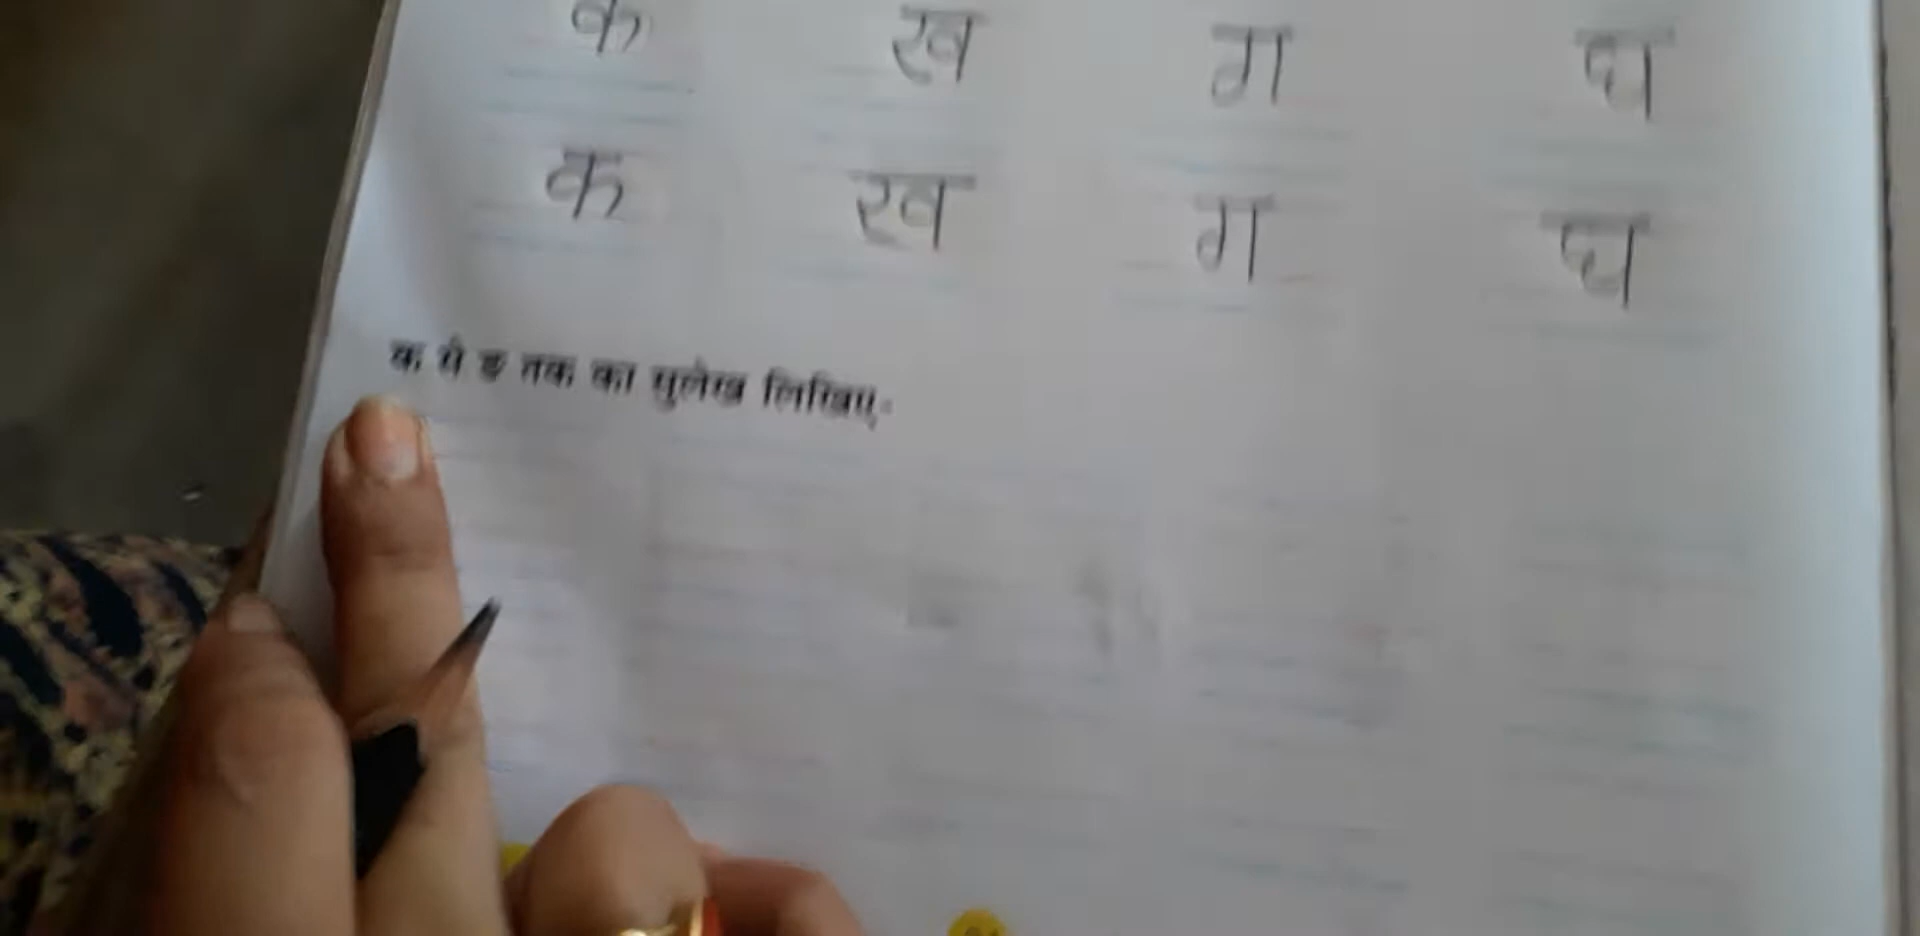 क ख ग घ
क ख ग घ
क से ङ तक का सुलेख लिखिए-